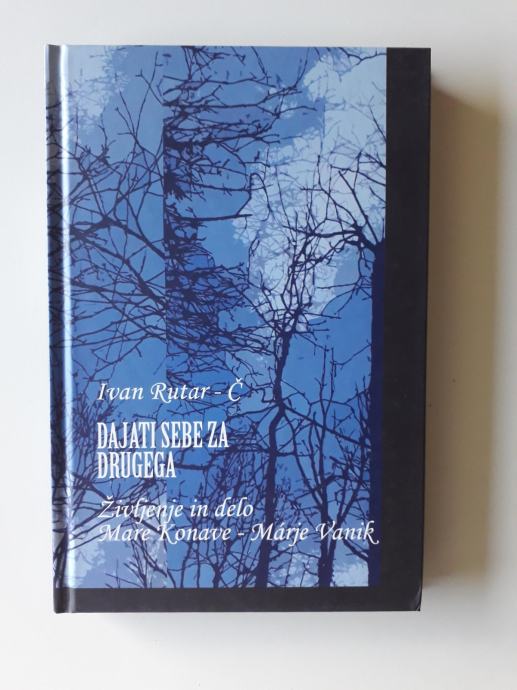 Ivan Rutar - Č
DAJATI SEBE ZA
DRUGEGA
Življenje in delo
Mare Konave - Márje Vanik